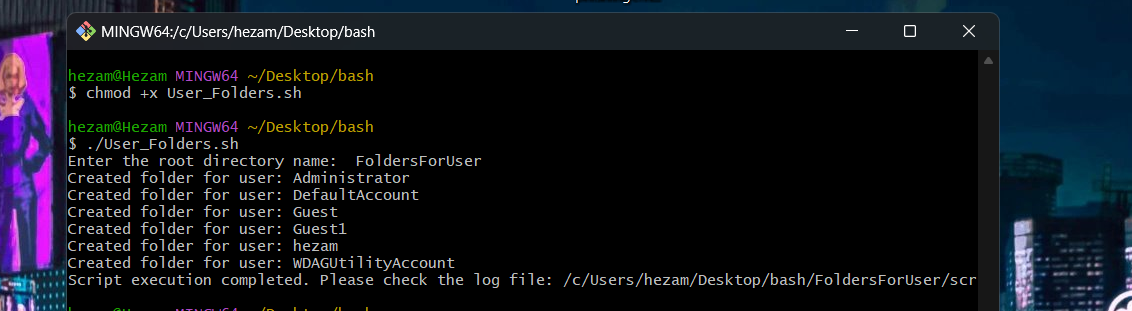 MINGW64:/c/Users/hezam/Desktop/bash
hezam@Hezam MINGW64 ~/Desktop/bash
$ chmod +x User_Folders.sh
hezam@Hezam MINGW64 ~/Desktop/bash
$ ./User_Folders.sh
Enter the root directory name:  FoldersForUser
Created folder for user: Administrator
Created folder for user: DefaultAccount
Created folder for user: Guest
Created folder for user: Guest1
Created folder for user: hezam
Created folder for user: WDAGUtilityAccount
Script execution completed. Please check the log file: /c/Users/hezam/Desktop/bash/FoldersForUser/scr